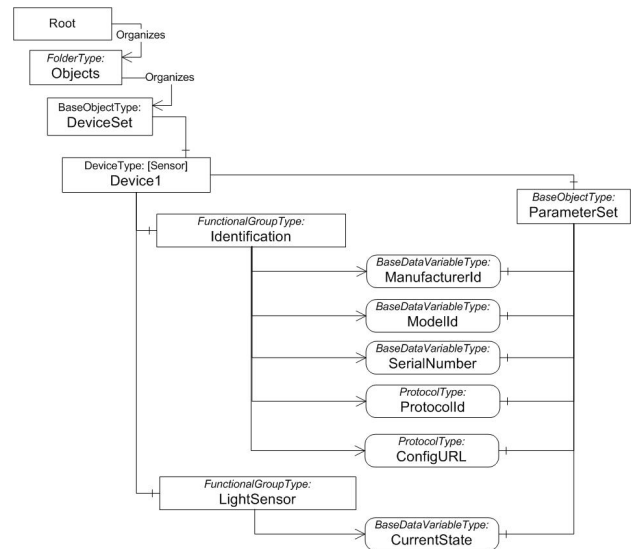 Root
Organizes
FolderType:
Objects
Organizes
BaseObjectType:
DeviceSet
DeviceType: [Sensor]
Device1
BaseObjectType:
ParameterSet
FunctionalGroupType:
Identification
BaseDataVariableType:
ManufacturerId
BaseDataVariableType:
ModelId
BaseDataVariableType:
SerialNumber
ProtocolType:
ProtocolId
ProtocolType:
ConfigURL
FunctionalGroupType:
LightSensor
BaseDataVariableType:
CurrentState